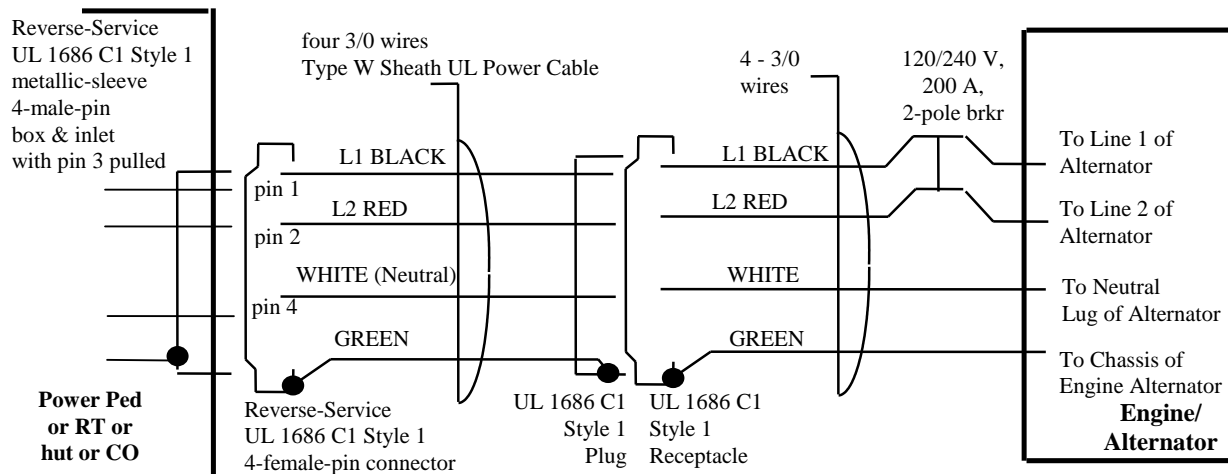 Reverse-Service
UL 1686 C1 Style 1
metallic-sleeve
4-male-pin
box & inlet
with pin 3 pulled
four 3/0 wires
Type W Sheath UL Power Cable
4 - 3/0
wires
120/240 V,
200 A,
2-pole brkr
L1 BLACK
pin 1
L2 RED
pin 2
WHITE (Neutral)
pin 4
GREEN
L1 BLACK
L2 RED
WHITE
GREEN
To Line 1 of
Alternator
To Line 2 of
Alternator
To Neutral
Lug of Alternator
To Chassis of
Engine Alternator
Engine/
Alternator
Power Ped
or RT or
hut or CO
Reverse-Service
UL 1686 C1 Style 1
4-female-pin connector
UL 1686 C1
Style 1
Plug
UL 1686 C1
Style 1
Receptacle